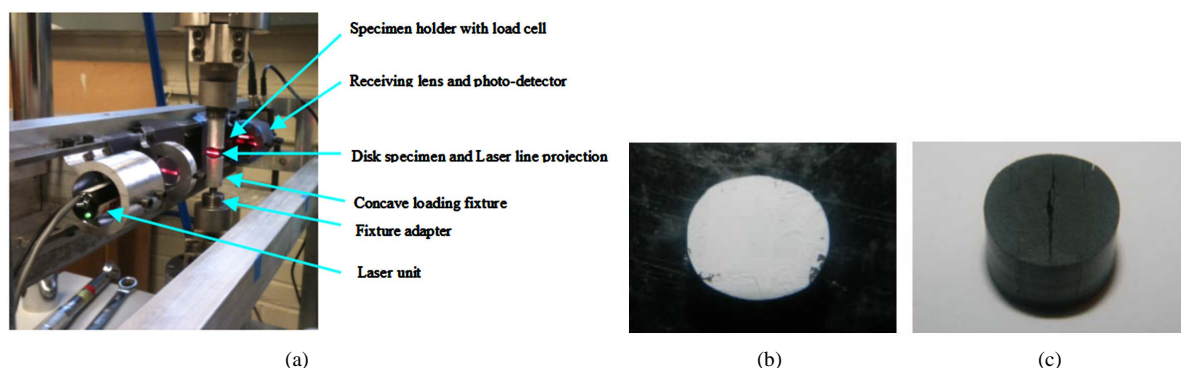 Specimen holder with load cell
Receiving lens and photo-detector
Disk specimen and Laser line projection
Concave loading fixture
Fixture adapter
Laser unit
(a)
(b)
(c)